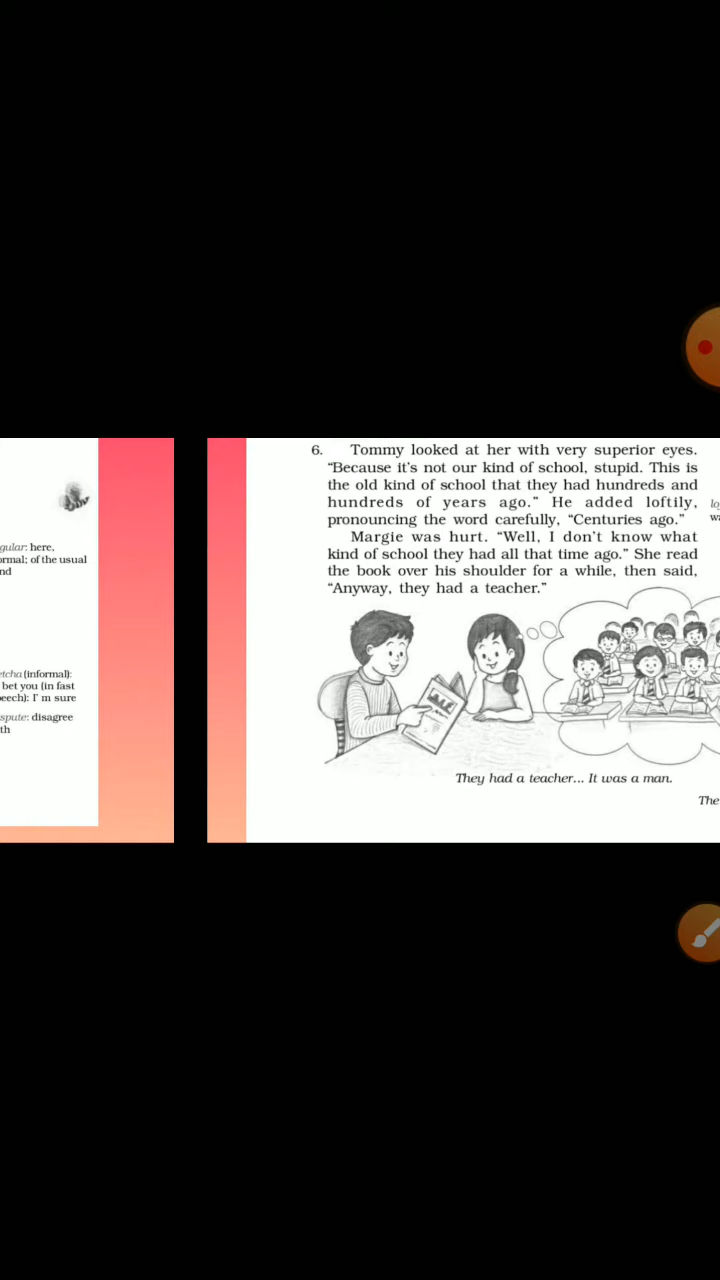 gular: here,
ormal; of the usual
nd
etcha (informal):
bet you (in fast
peech): I' m sure
spute: disagree
th
6. Tommy looked at her with very superior eyes.
“Because it’s not our kind of school, stupid. This is
the old kind of school that they had hundreds and
hundreds of years ago.” He added loftily,
pronouncing the word carefully, “Centuries ago.”
Margie was hurt. “Well, I don’t know what
kind of school they had all that time ago.” She read
the book over his shoulder for a while, then said,
“Anyway, they had a teacher.”
lo
wa
They had a teacher... It was a man.
The